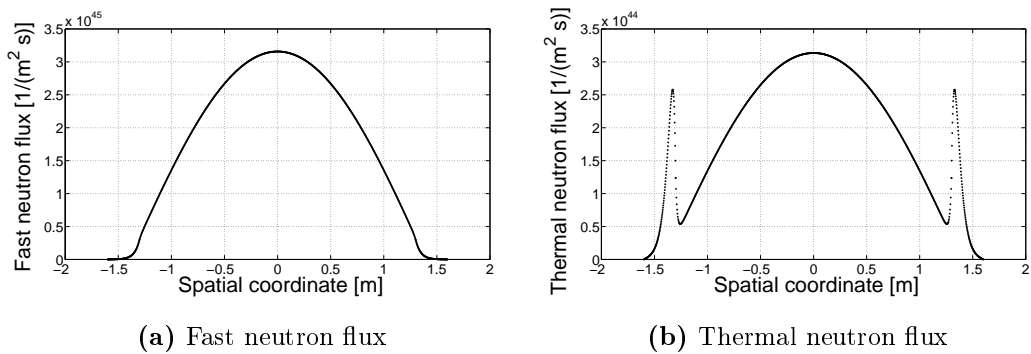 x 10^45
Fast neutron flux [1/(m^2 s)]
3.5
3
2.5
2
1.5
1
0.5
0
−2 −1.5 −1 −0.5 0 0.5 1 1.5 2
Spatial coordinate [m]
(a) Fast neutron flux
x 10^44
Thermal neutron flux [1/(m^2 s)]
3.5
3
2.5
2
1.5
1
0.5
0
−2 −1.5 −1 −0.5 0 0.5 1 1.5 2
Spatial coordinate [m]
(b) Thermal neutron flux